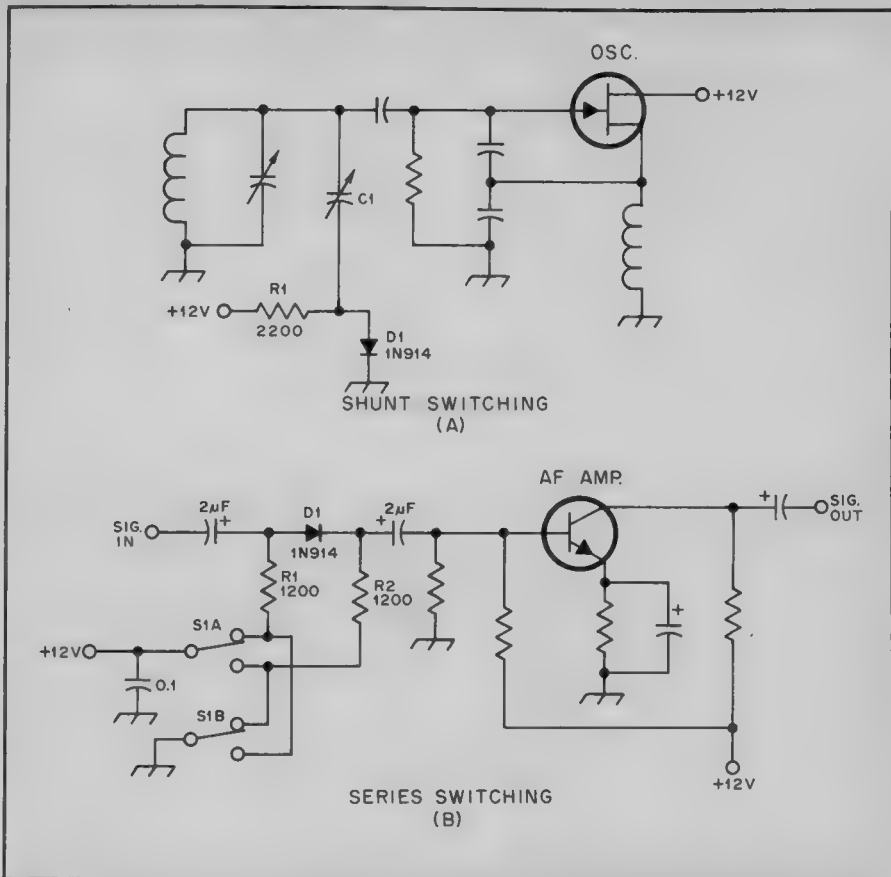 OSC.
+12V
C1
R1
+12V
2200
D1
1N914
SHUNT SWITCHING
(A)
AF AMP.
2µF
+
D1
+
2µF
+
SIG.
OUT
SIG.
IN
1N914
R1
1200
R2
1200
+
S1A
+12V
0.1
S1B
+12V
SERIES SWITCHING
(B)